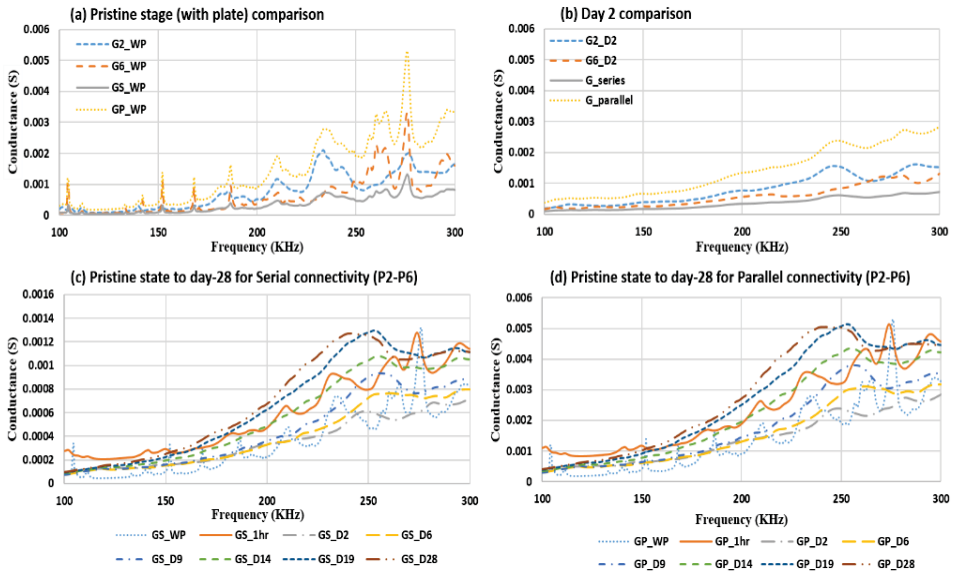 (a) Pristine stage (with plate) comparison
0.006
0.005
0.004
0.003
0.002
0.001
0
Conductance (S)
G2_WP
G6_WP
GS_WP
GP_WP
100 150 200 250 300
Frequency (KHz)
(b) Day 2 comparison
0.006
0.005
0.004
0.003
0.002
0.001
0
Conductance (S)
G2_D2
G6_D2
G_series
G_parallel
100 150 200 250 300
Frequency (KHz)
(c) Pristine state to day-28 for Serial connectivity (P2-P6)
0.0016
0.0014
0.0012
0.001
0.0008
0.0006
0.0004
0.0002
0
Conductance (S)
100 150 200 250 300
Frequency (KHz)
GS_WP GS_1hr GS_D2 GS_D6
GS_D9 GS_D14 GS_D19 GS_D28
(d) Pristine state to day-28 for Parallel connectivity (P2-P6)
0.006
0.005
0.004
0.003
0.002
0.001
0
Conductance (S)
100 150 200 250 300
Frequency (KHz)
GP_WP GP_1hr GP_D2 GP_D6
GP_D9 GP_D14 GP_D19 GP_D28